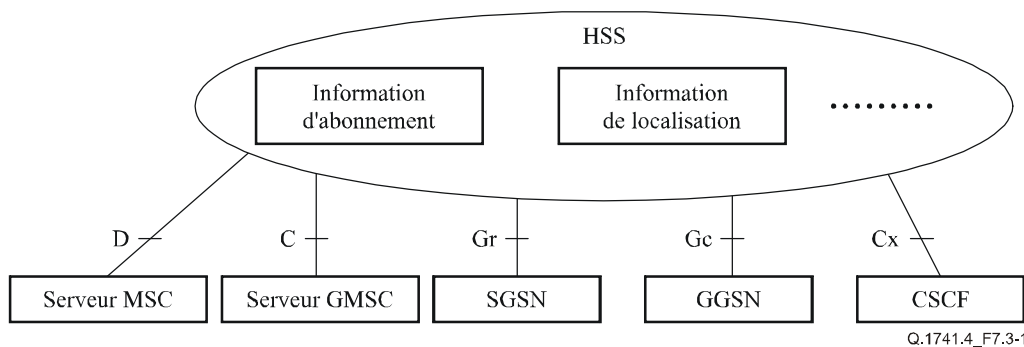 HSS
Information
d'abonnement
Information
de localisation
D
C
Gr
Gc
Cx
Serveur MSC
Serveur GMSC
SGSN
GGSN
CSCF
Q.1741.4_F7.3-1